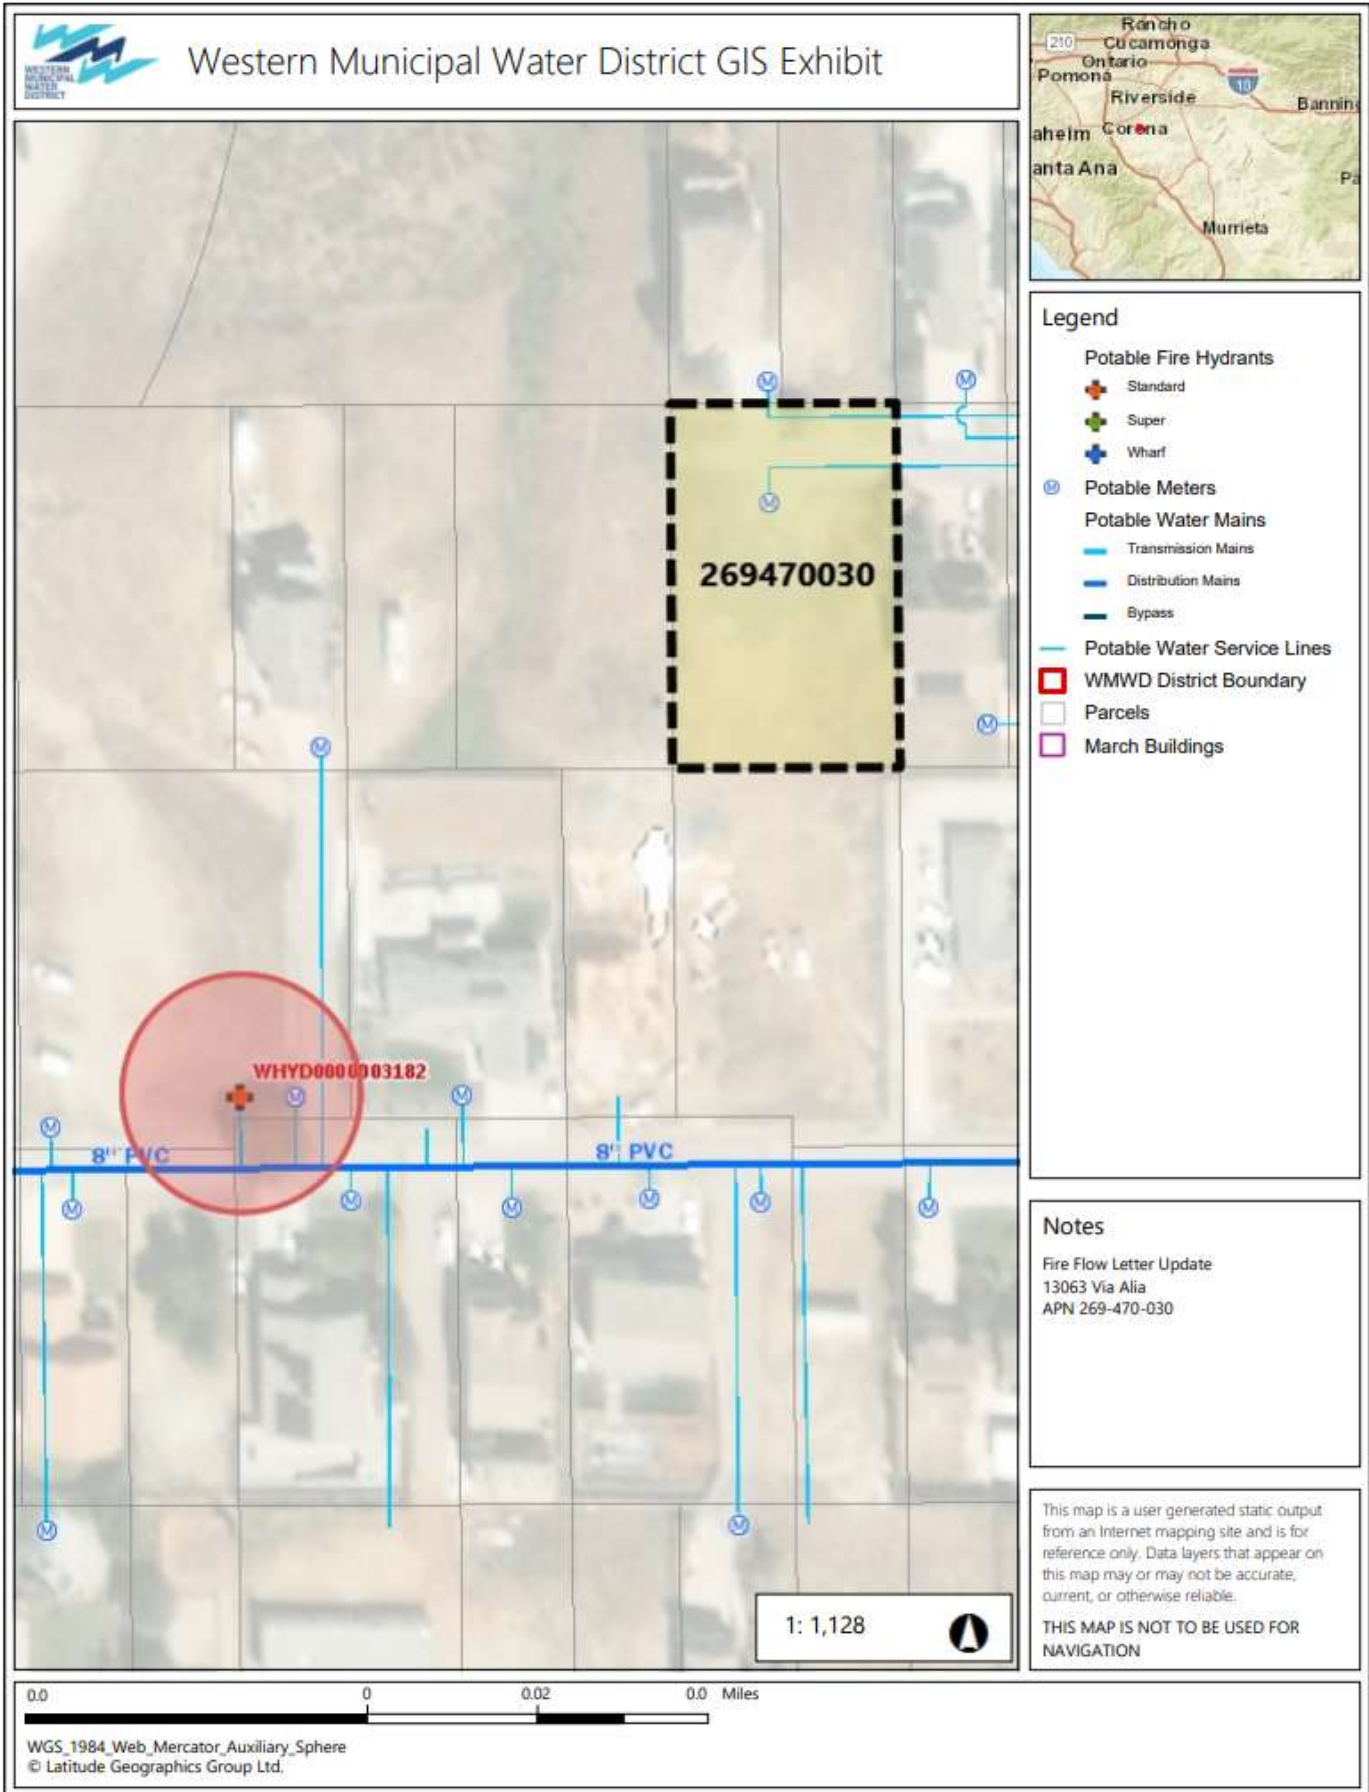 WESTERN
MUNICIPAL
WATER
DISTRICT
Western Municipal Water District GIS Exhibit
Rancho
210
Cucamonga
Ontario
Pomona
10
Riverside
Banning
aheim
Corona
anta Ana
Pa
Murrieta
M
M
M
269470030
M
M
WHYD0000003182
M
M
M
8" PVC
8" PVC
M
M
M
M
M
M
M
M
1: 1,128
Legend
Potable Fire Hydrants
Standard
Super
Wharf
M Potable Meters
Potable Water Mains
Transmission Mains
Distribution Mains
Bypass
Potable Water Service Lines
WMWD District Boundary
Parcels
March Buildings
Notes
Fire Flow Letter Update
13063 Via Alia
APN 269-470-030
This map is a user generated static output
from an Internet mapping site and is for
reference only. Data layers that appear on
this map may or may not be accurate,
current, or otherwise reliable.
THIS MAP IS NOT TO BE USED FOR
NAVIGATION
0.0 0 0.02 0.0 Miles
WGS_1984_Web_Mercator_Auxiliary_Sphere
© Latitude Geographics Group Ltd.